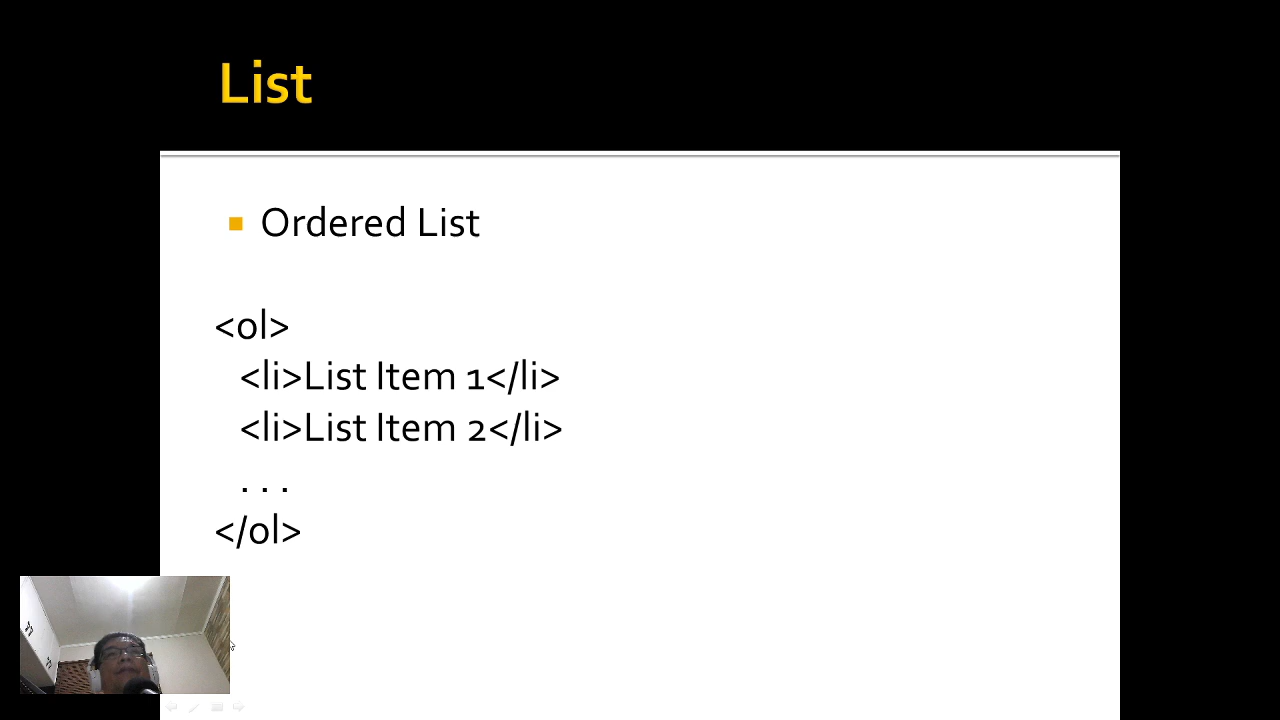 List
Ordered List
<ol>
<li>List Item 1</li>
<li>List Item 2</li>
. . .
</ol>